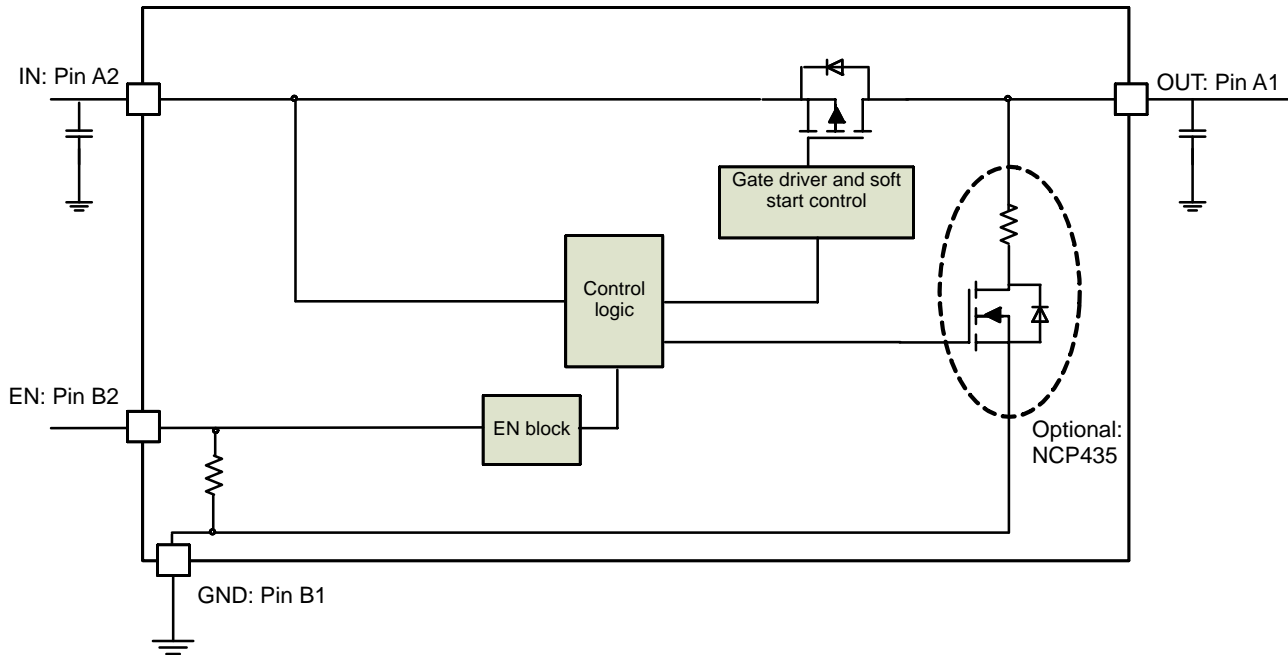 IN: Pin A2
OUT: Pin A1
Gate driver and soft
start control
Control
logic
EN: Pin B2
EN block
Optional:
NCP435
GND: Pin B1